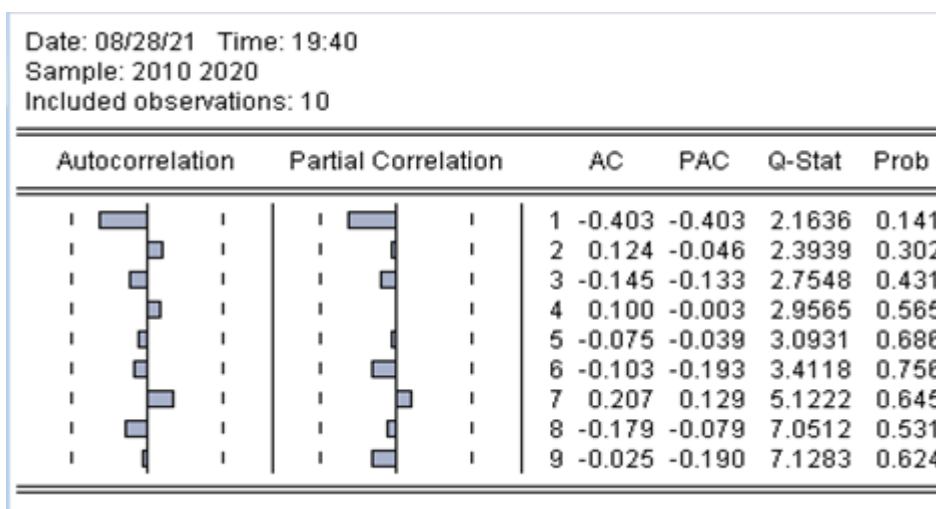 Date: 08/28/21 Time: 19:40
Sample: 2010 2020
Included observations: 10
Autocorrelation Partial Correlation AC PAC Q-Stat Prob
1 -0.403 -0.403 2.1636 0.141
2 0.124 -0.046 2.3939 0.302
3 -0.145 -0.133 2.7548 0.431
4 0.100 -0.003 2.9565 0.565
5 -0.075 -0.039 3.0931 0.686
6 -0.103 -0.193 3.4118 0.756
7 0.207 0.129 5.1222 0.645
8 -0.179 -0.079 7.0512 0.531
9 -0.025 -0.190 7.1283 0.624